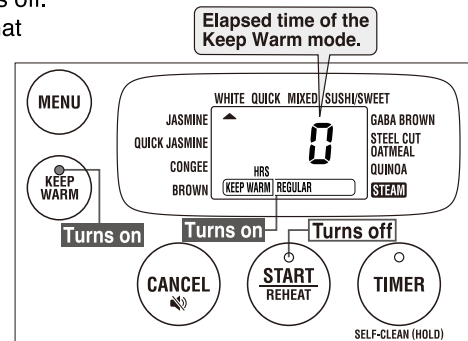 s off.
at
Elapsed time of the
Keep Warm mode.
MENU
WHITE QUICK MIXED SUSHI/SWEET
JASMINE
GABA BROWN
QUICK JASMINE
STEEL CUT
OATMEAL
CONGEE
QUINOA
BROWN
STEAM
0
HRS
KEEP WARM REGULAR
KEEP
WARM
Turns on
Turns on
Turns off
CANCEL
START
REHEAT
TIMER
SELF-CLEAN (HOLD)